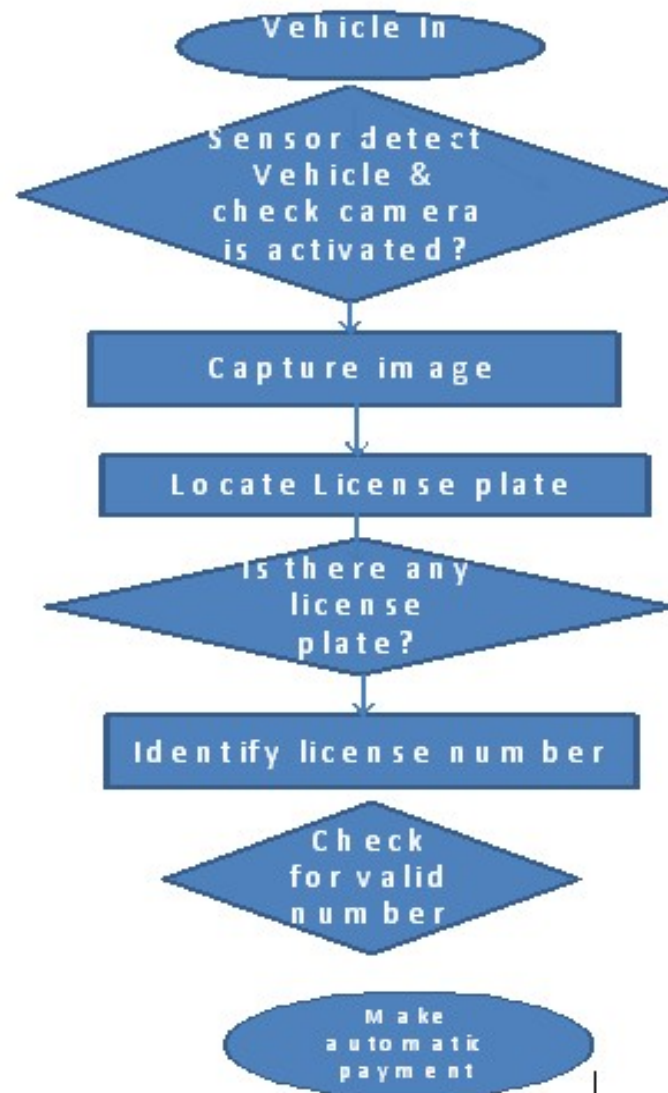 Vehicle In
Sensor detect
Vehicle &
check camera
is activated?
Capture image
Locate License plate
Is there any
license
plate?
Identify license number
Check
for valid
number
Make
automatic
payment